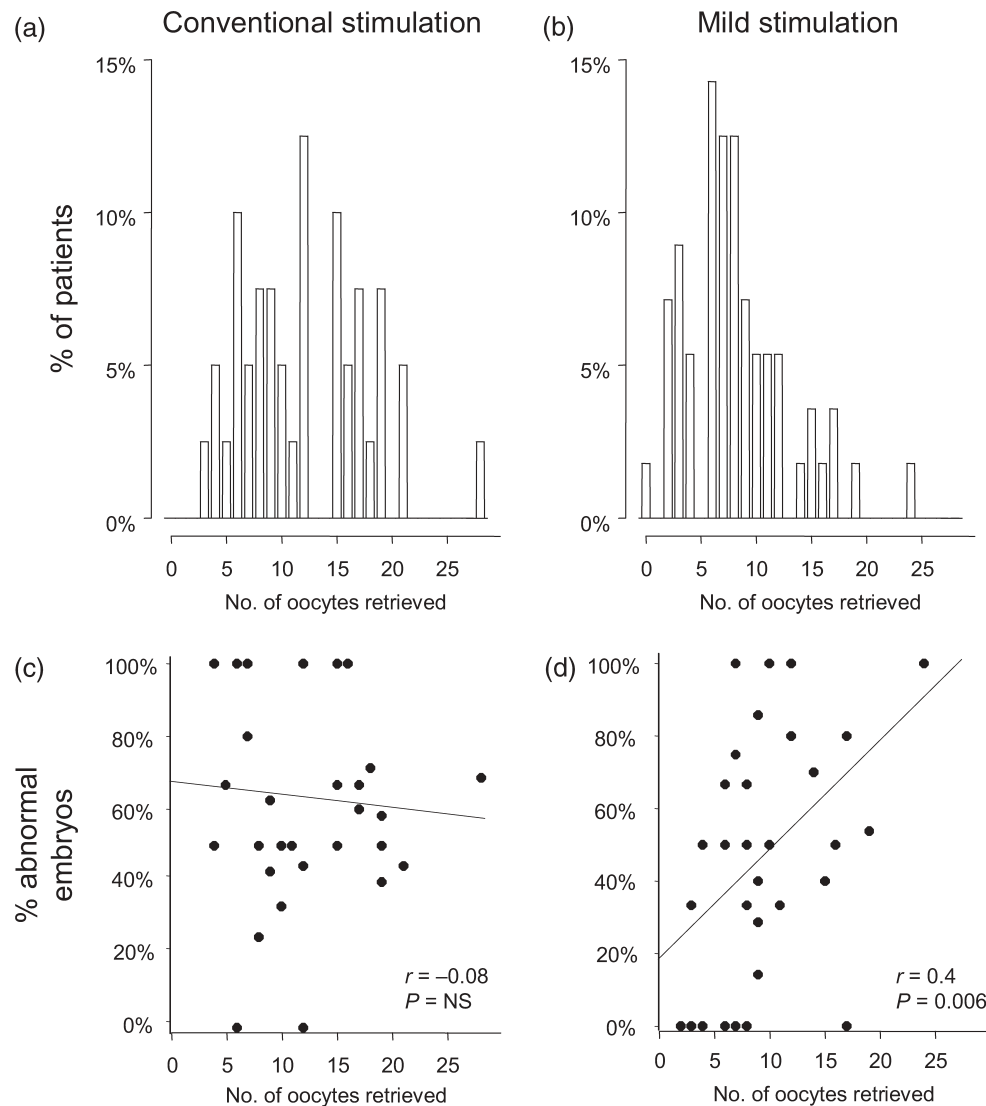 (a)
Conventional stimulation
(b)
Mild stimulation
15%
10%
5%
0%
% of patients
0 5 10 15 20 25
No. of oocytes retrieved
15%
10%
5%
0%
0 5 10 15 20 25
No. of oocytes retrieved
(c)
100%
80%
60%
40%
20%
0%
% abnormal
embryos
r = –0.08
P = NS
0 5 10 15 20 25
No. of oocytes retrieved
(d)
100%
80%
60%
40%
20%
0%
r = 0.4
P = 0.006
0 5 10 15 20 25
No. of oocytes retrieved